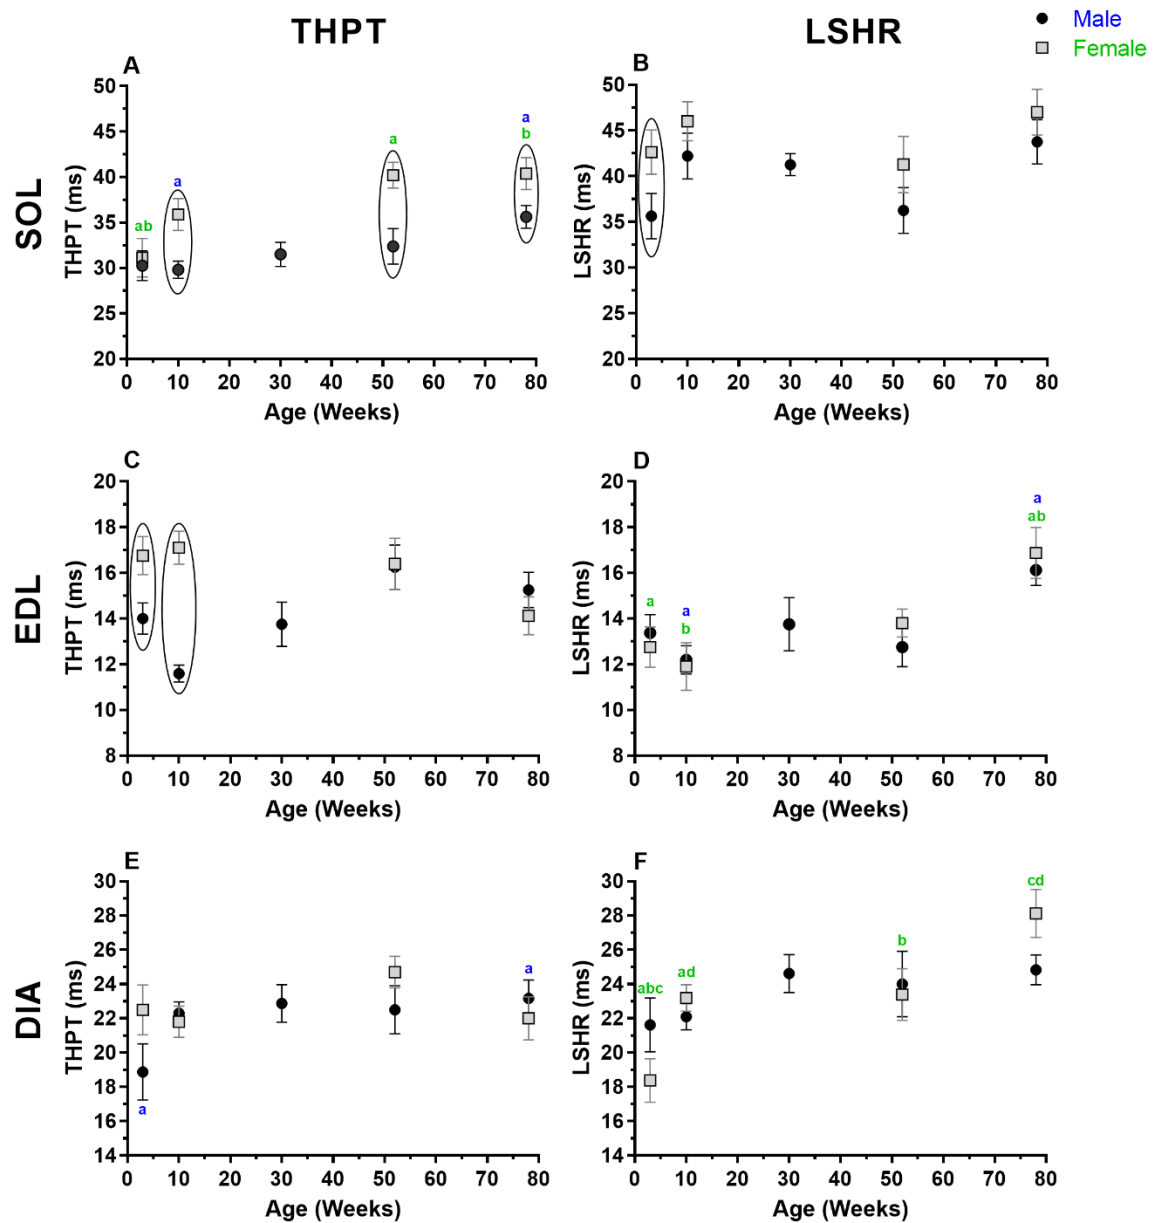 THPT
LSHR
Male
Female
SOL
EDL
DIA
A
THPT (ms)
50
45
40
35
30
25
20
0 10 20 30 40 50 60 70 80
Age (Weeks)
ab
a
a
a
b
B
LSHR (ms)
50
45
40
35
30
25
20
0 10 20 30 40 50 60 70 80
Age (Weeks)
C
THPT (ms)
20
18
16
14
12
10
8
0 10 20 30 40 50 60 70 80
Age (Weeks)
D
LSHR (ms)
20
18
16
14
12
10
8
0 10 20 30 40 50 60 70 80
Age (Weeks)
a
a
b
a
ab
E
THPT (ms)
30
28
26
24
22
20
18
16
14
0 10 20 30 40 50 60 70 80
Age (Weeks)
a
a
F
LSHR (ms)
30
28
26
24
22
20
18
16
14
0 10 20 30 40 50 60 70 80
Age (Weeks)
abc
ad
b
cd